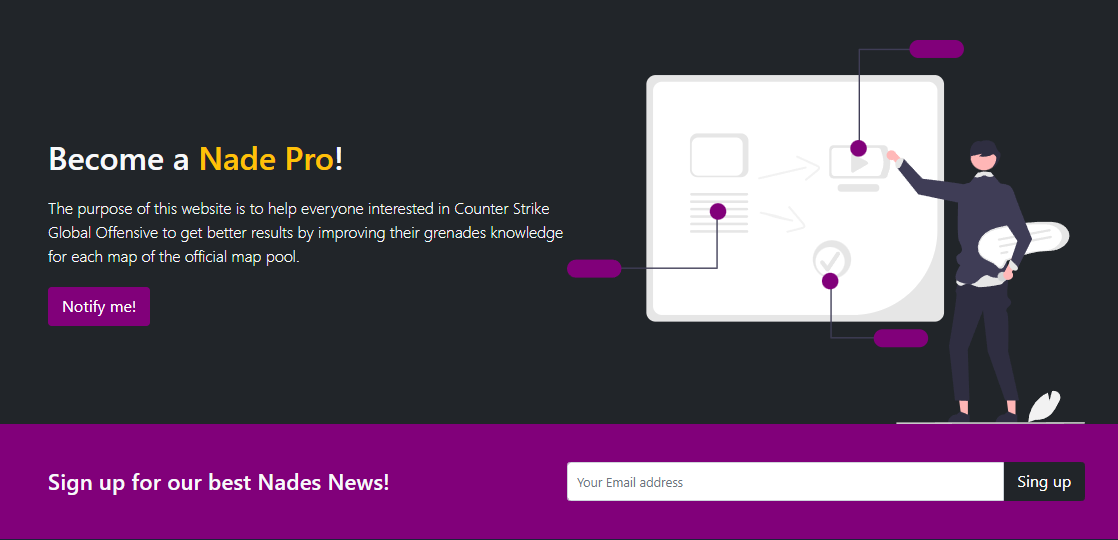 Become a Nade Pro!
The purpose of this website is to help everyone interested in Counter Strike
Global Offensive to get better results by improving their grenades knowledge
for each map of the official map pool.
Notify me!
Sign up for our best Nades News!
Your Email address
Sing up